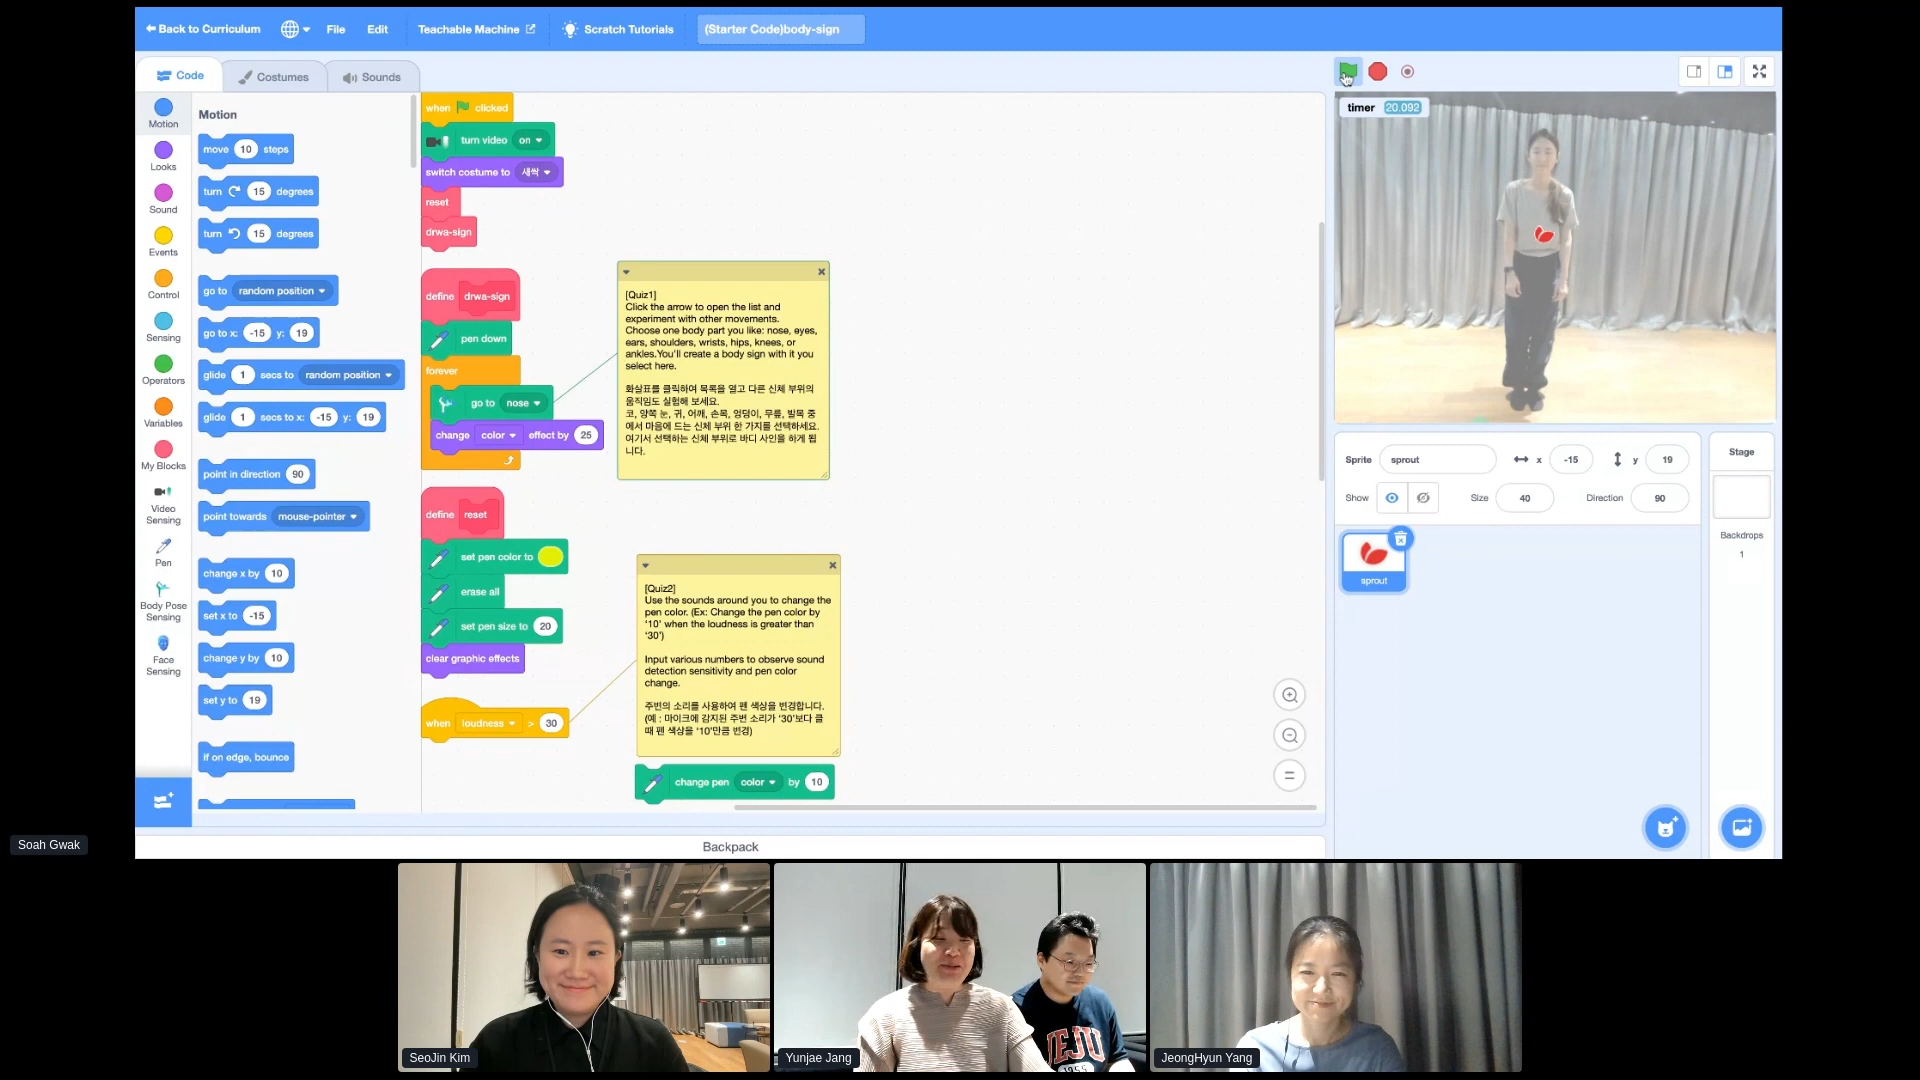 Back to Curriculum
File
Edit
Teachable Machine
Scratch Tutorials
(Starter Code)body-sign
Code
Costumes
Sounds
Motion
Looks
Sound
Events
Control
Sensing
Operators
Variables
My Blocks
Video
Sensing
Pen
Body Pose
Sensing
Face
Sensing
Motion
move 10 steps
turn 15 degrees
turn 15 degrees
go to random position
go to x: -15 y: 19
glide 1 secs to random position
glide 1 secs to x: -15 y: 19
point in direction 90
point towards mouse-pointer
change x by 10
set x to -15
change y by 10
set y to 19
if on edge, bounce
when clicked
turn video on
switch costume to 새싹
reset
drwa-sign
define drwa-sign
pen down
forever
go to nose
change color effect by 25
define reset
set pen color to
erase all
set pen size to 20
clear graphic effects
when loudness > 30
[Quiz1]
Click the arrow to open the list and
experiment with other movements.
Choose one body part you like: nose, eyes,
ears, shoulders, wrists, hips, knees, or
ankles.You'll create a body sign with it you
select here.
화살표를 클릭하여 목록을 열고 다른 신체 부위의
움직임도 실험해 보세요.
코, 양쪽 눈, 귀, 어깨, 손목, 엉덩이, 무릎, 발목 중
에서 마음에 드는 신체 부위 한 가지를 선택하세요.
여기서 선택하는 신체 부위로 바디 사인을 하게 됩
니다.
[Quiz2]
Use the sounds around you to change the
pen color. (Ex: Change the pen color by
‘10’ when the loudness is greater than
‘30’)
Input various numbers to observe sound
detection sensitivity and pen color
change.
주변의 소리를 사용하여 펜 색상을 변경합니다.
(예 : 마이크에 감지된 주변 소리가 ‘30’보다 클
때 펜 색상을 ‘10’만큼 변경)
change pen color by 10
Backpack
timer 20.092
Sprite sprout x -15 y 19
Show Size 40 Direction 90
sprout
Stage
Backdrops
1
Soah Gwak
SeoJin Kim
Yunjae Jang
JEJU
1955
JeongHyun Yang